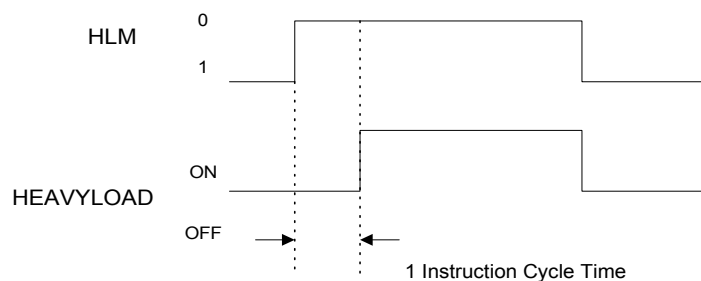 0
HLM
1
ON
HEAVYLOAD
OFF
1 Instruction Cycle Time